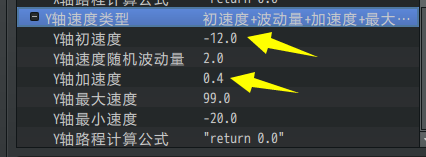 "return 0.0"
Y轴速度类型 初速度+波动量+加速度+最大…
Y轴初速度 -12.0
Y轴速度随机波动量 2.0
Y轴加速度 0.4
Y轴最大速度 99.0
Y轴最小速度 -20.0
Y轴路程计算公式 "return 0.0"